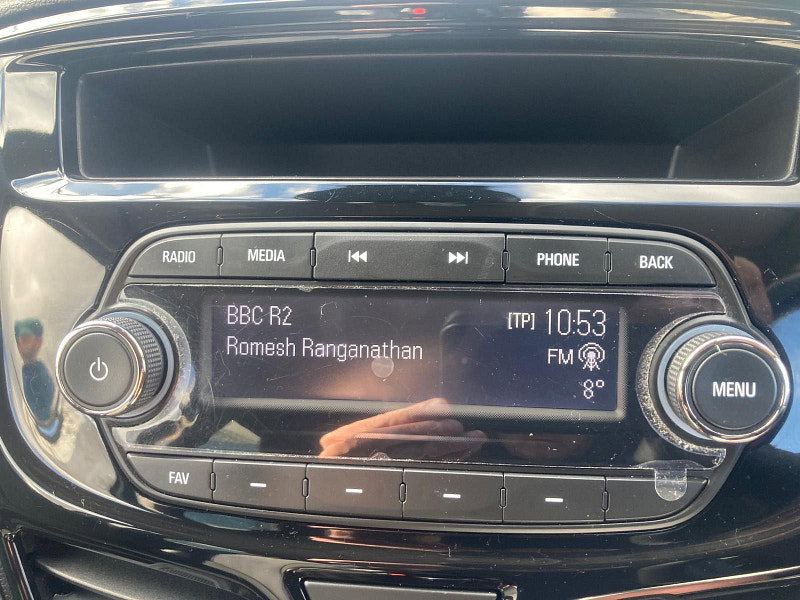 RADIO MEDIA PHONE BACK
BBC R2 [TP] 10:53
Romesh Ranganathan FM
8°
MENU
FAV